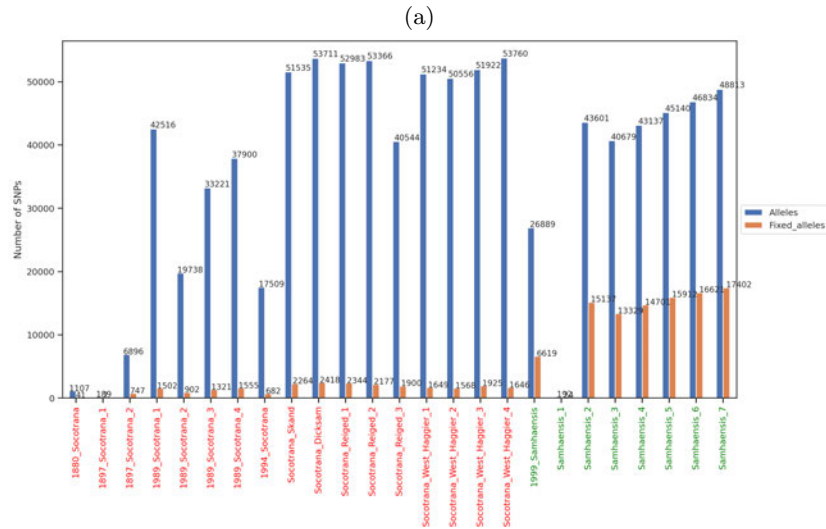 (a)
Number of SNPs
50000
40000
30000
20000
10000
0
1107
6896
747
42516
1502
19738
902
33221
1321
37900
1555
17509
682
51535
2264
53711
2418
52983
2344
53366
2177
40544
1900
51234
1649
50556
1568
51922
1925
53760
1646
26889
6619
43601
15137
40679
13329
43137
14701
45140
15912
46834
16621
48813
17402
Alleles
Fixed_alleles
1880_Socotrana
1897_Socotrana_1
1897_Socotrana_2
1989_Socotrana_1
1989_Socotrana_2
1989_Socotrana_3
1989_Socotrana_4
1994_Socotrana
Socotrana_Skand
Socotrana_Dicksam
Socotrana_Reiged_1
Socotrana_Reiged_2
Socotrana_Reiged_3
Socotrana_West_Haggier_1
Socotrana_West_Haggier_2
Socotrana_West_Haggier_3
Socotrana_West_Haggier_4
1999_Samhaensis
Samhaensis_1
Samhaensis_2
Samhaensis_3
Samhaensis_4
Samhaensis_5
Samhaensis_6
Samhaensis_7